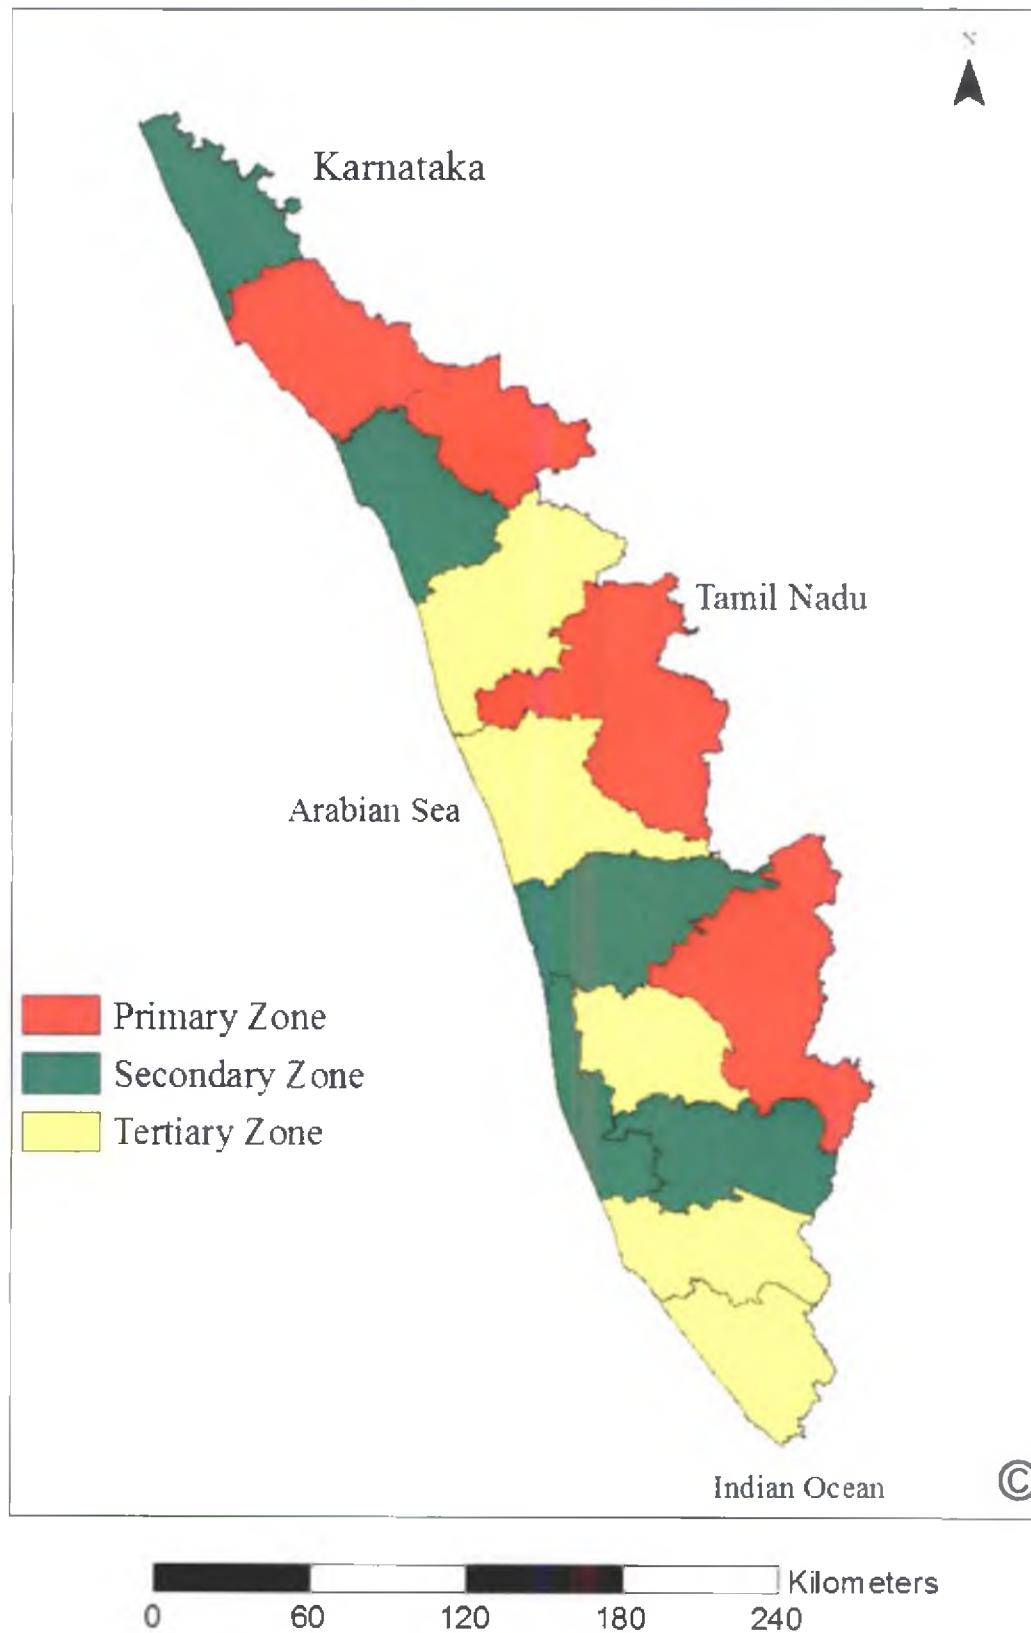 N
Karnataka
Tamil Nadu
Arabian Sea
Primary Zone
Secondary Zone
Tertiary Zone
Indian Ocean
©
Kilometers
0 60 120 180 240